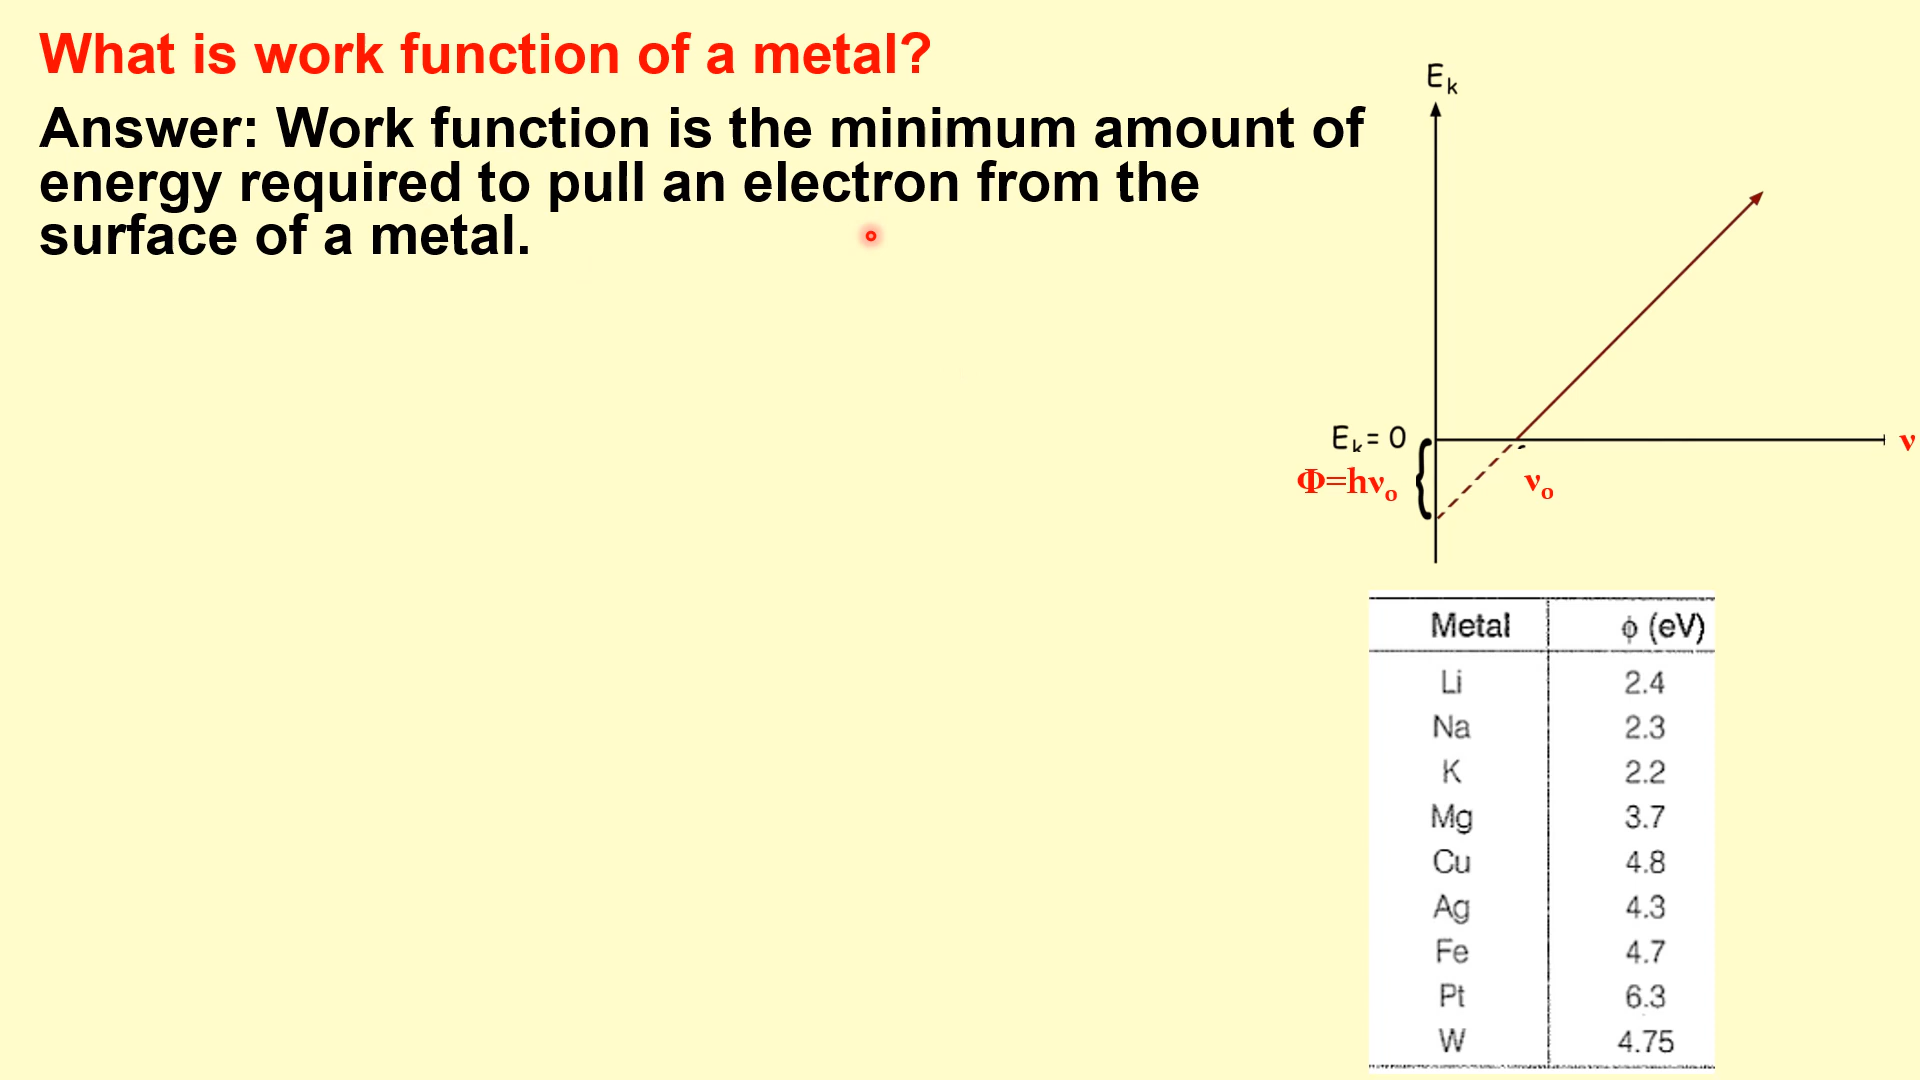 What is work function of a metal?
Answer: Work function is the minimum amount of
energy required to pull an electron from the
surface of a metal.
Eₖ
Eₖ = 0
ν
Φ=hνₒ
νₒ
Metal ϕ (eV)
Li 2.4
Na 2.3
K 2.2
Mg 3.7
Cu 4.8
Ag 4.3
Fe 4.7
Pt 6.3
W 4.75